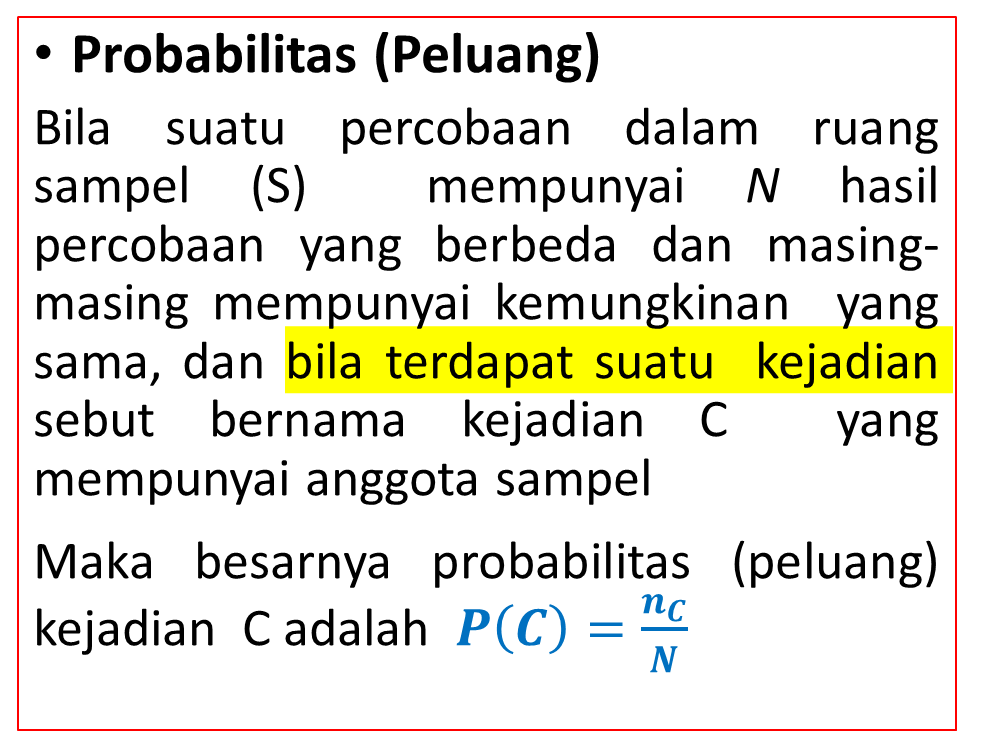 • Probabilitas (Peluang)
Bila suatu percobaan dalam ruang
sampel (S) mempunyai N hasil
percobaan yang berbeda dan masing-
masing mempunyai kemungkinan yang
sama, dan bila terdapat suatu kejadian
sebut bernama kejadian C yang
mempunyai anggota sampel
Maka besarnya probabilitas (peluang)
kejadian C adalah P(C) = n_C/N